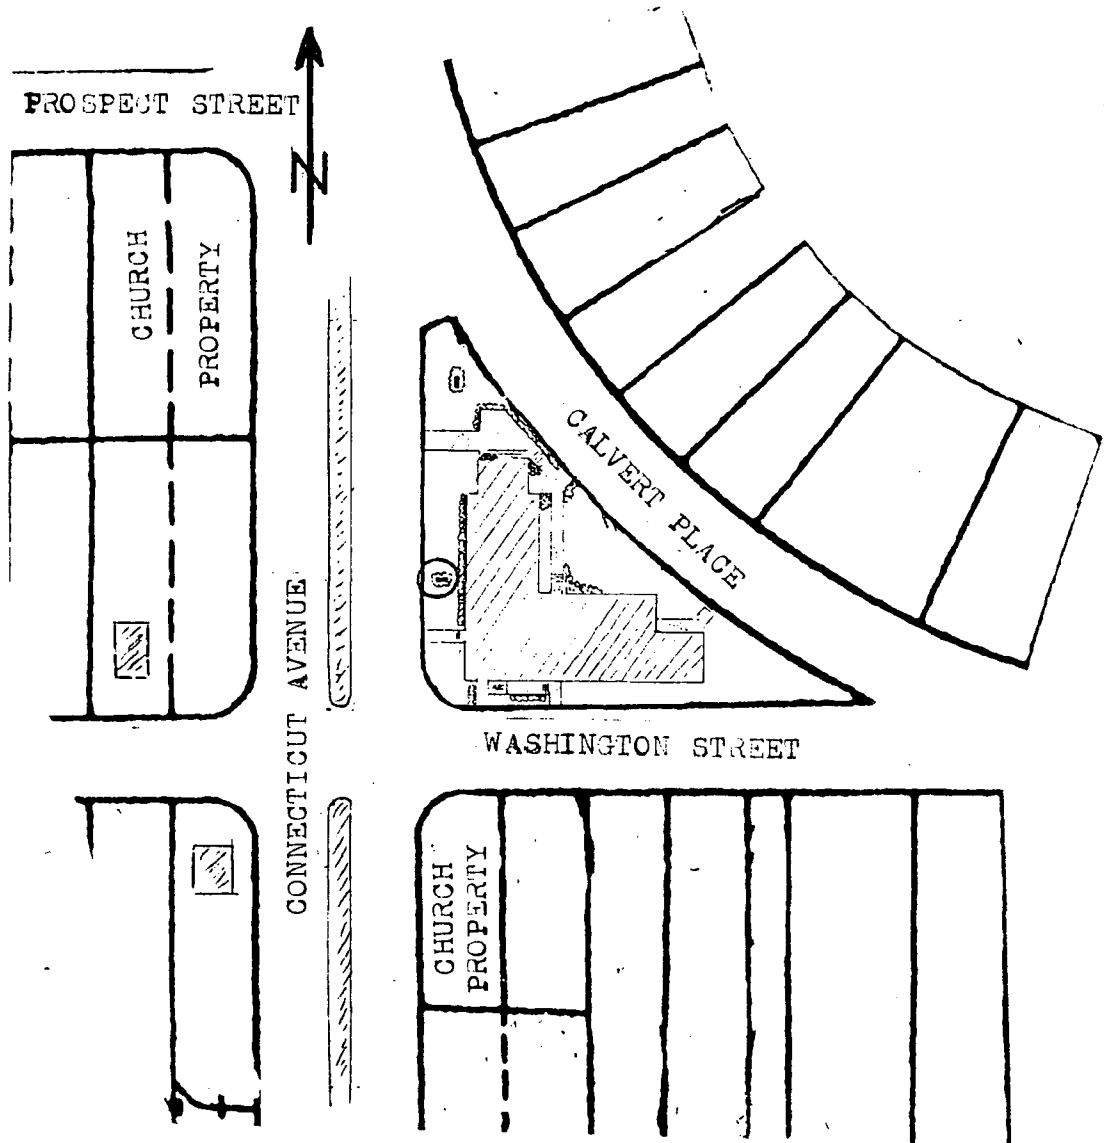 PROSPECT STREET
N
CHURCH
PROPERTY
CALVERT PLACE
CONNECTICUT AVENUE
WASHINGTON STREET
CHURCH
PROPERTY